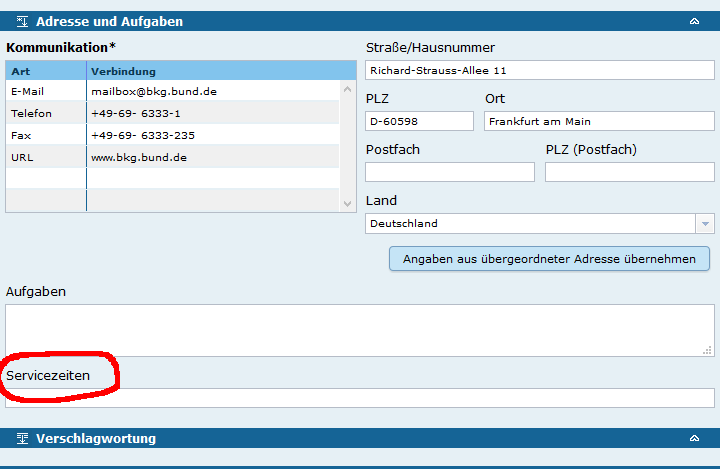 Adresse und Aufgaben
Kommunikation*
Art Verbindung
E-Mail mailbox@bkg.bund.de
Telefon +49-69- 6333-1
Fax +49-69- 6333-235
URL www.bkg.bund.de
Straße/Hausnummer
Richard-Strauss-Allee 11
PLZ Ort
D-60598 Frankfurt am Main
Postfach PLZ (Postfach)
Land
Deutschland
Angaben aus übergeordneter Adresse übernehmen
Aufgaben
Servicezeiten
Verschlagwortung